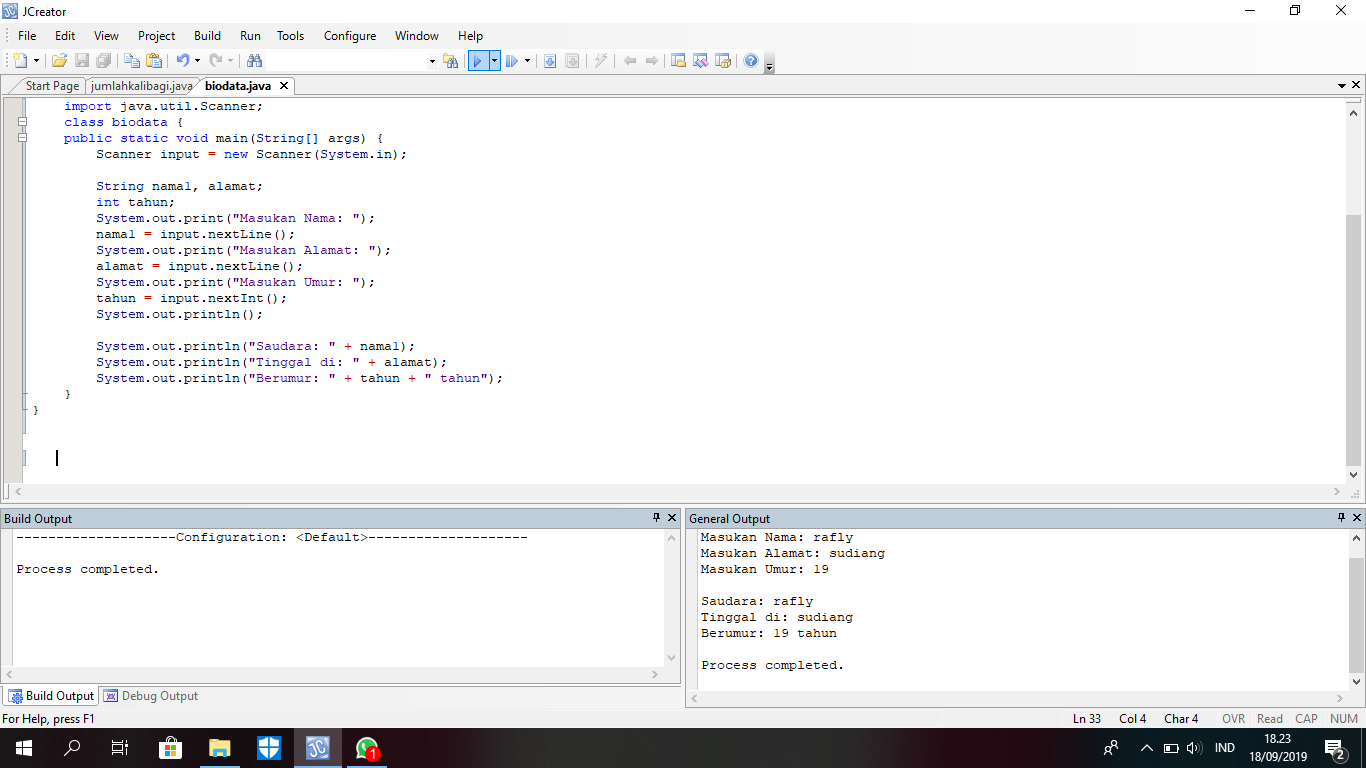 JCreator
File Edit View Project Build Run Tools Configure Window Help
Start Page jumlahkalibagi.java biodata.java
import java.util.Scanner;
class biodata {
public static void main(String[] args) {
Scanner input = new Scanner(System.in);
String nama1, alamat;
int tahun;
System.out.print("Masukan Nama: ");
nama1 = input.nextLine();
System.out.print("Masukan Alamat: ");
alamat = input.nextLine();
System.out.print("Masukan Umur: ");
tahun = input.nextInt();
System.out.println();
System.out.println("Saudara: " + nama1);
System.out.println("Tinggal di: " + alamat);
System.out.println("Berumur: " + tahun + " tahun");
}
}
Build Output
--------------------Configuration: <Default>--------------------
Process completed.
Build Output Debug Output
General Output
Masukan Nama: rafly
Masukan Alamat: sudiang
Masukan Umur: 19
Saudara: rafly
Tinggal di: sudiang
Berumur: 19 tahun
Process completed.
For Help, press F1
Ln 33 Col 4 Char 4 OVR Read CAP NUM
JC
1
IND
18.23
18/09/2019
2